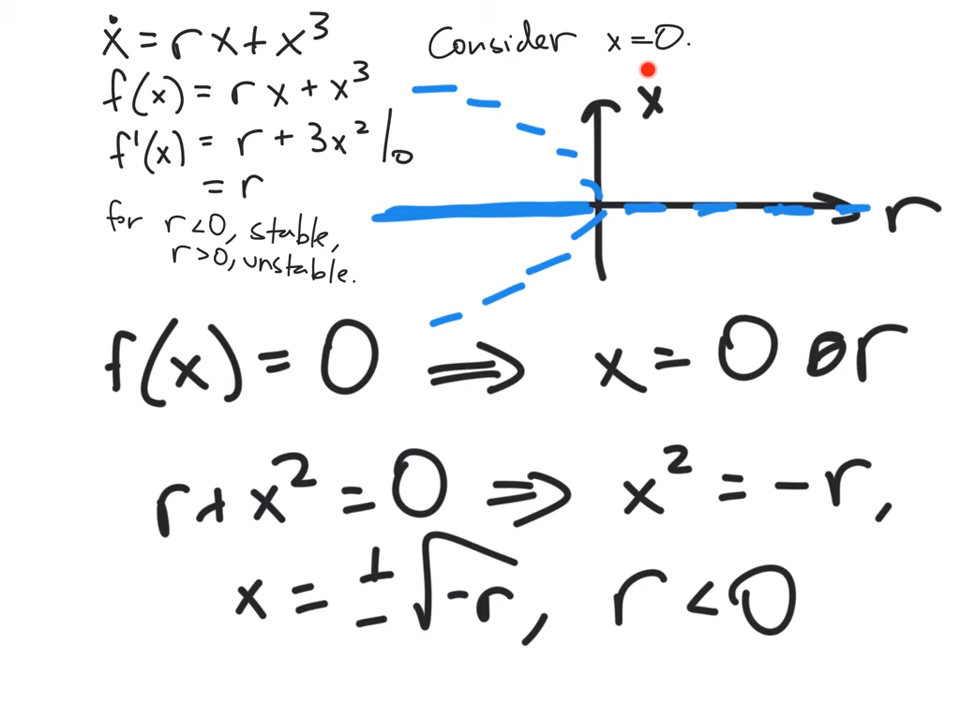 ẋ = rx + x³
Consider x = 0.
f(x) = rx + x³
f'(x) = r + 3x² |₀
= r
for r < 0, stable,
r > 0, unstable.
x
r
f(x) = 0 ⟹ x = 0 or
r + x² = 0 ⟹ x² = -r,
x = ±√-r, r < 0